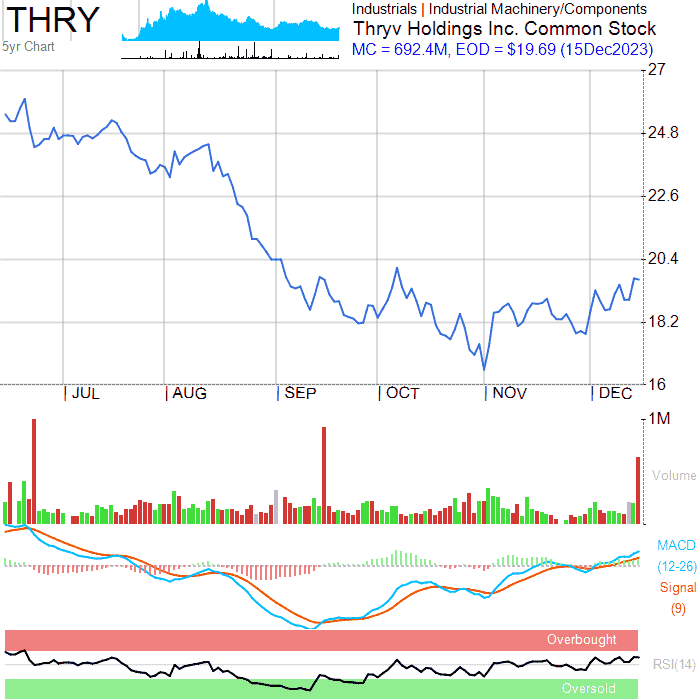 THRY
5yr Chart
Industrials | Industrial Machinery/Components
Thryv Holdings Inc. Common Stock
MC = 692.4M, EOD = $19.69 (15Dec2023)
27
24.8
22.6
20.4
18.2
16
| JUL | AUG | SEP | OCT | NOV | DEC
1M
Volume
MACD
(12-26)
Signal
(9)
Overbought
RSI(14)
Oversold